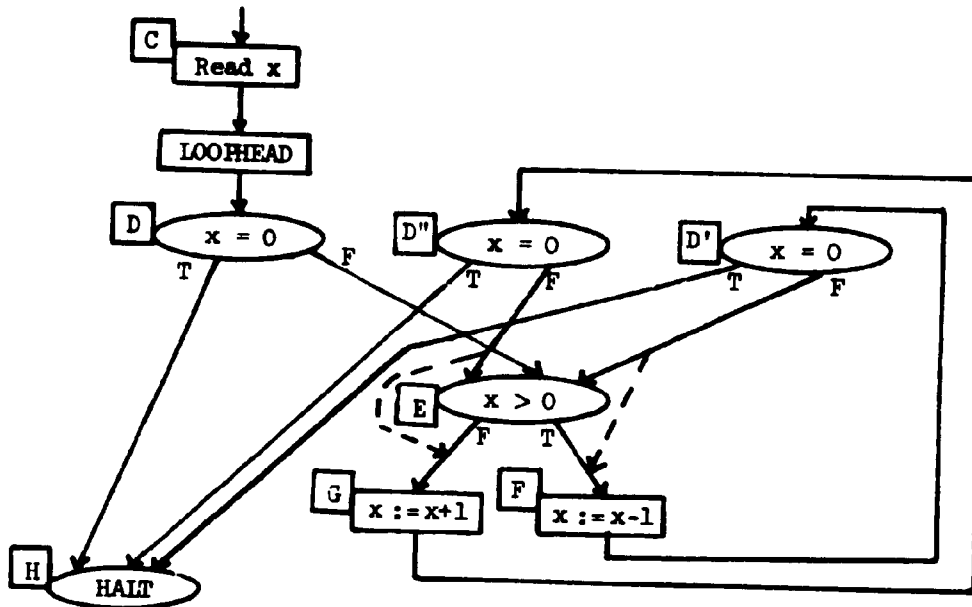 C
Read x
LOOPHEAD
D
x = 0
T
F
D"
x = 0
T
F
D'
x = 0
T
F
E
x > 0
F
T
G
x :=x+1
F
x :=x-1
H
HALT